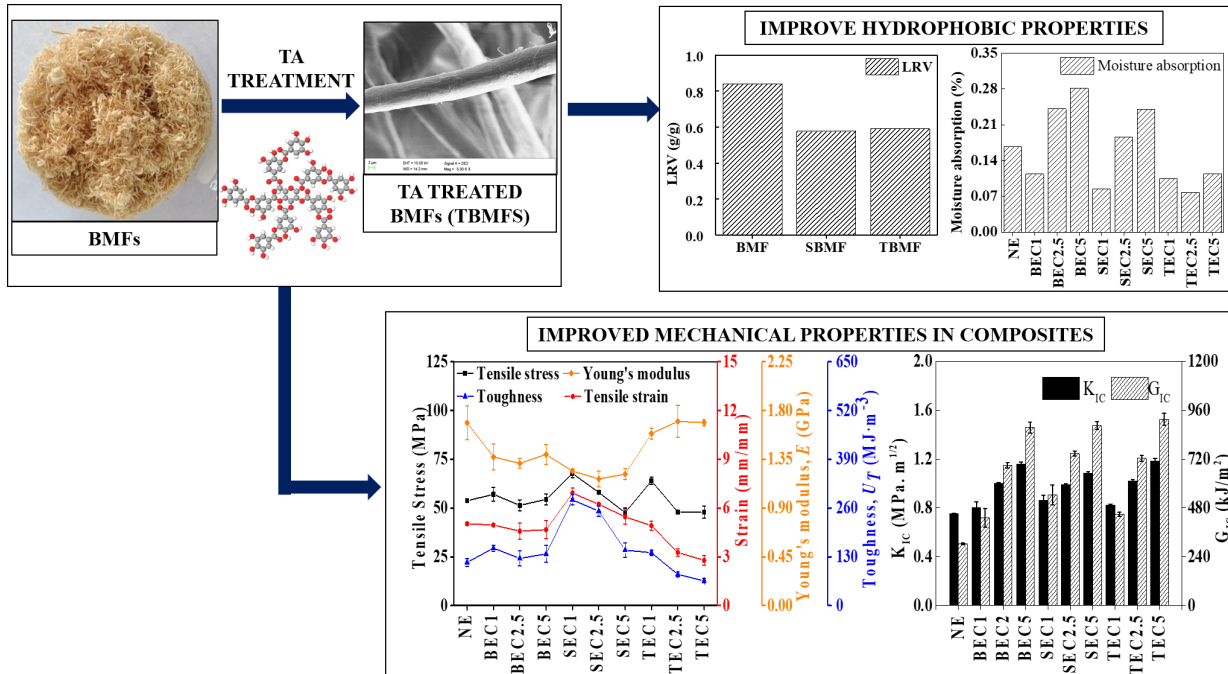 TA
TREATMENT
BMFs
TA TREATED
BMFs (TBMFS)
IMPROVE HYDROPHOBIC PROPERTIES
LRV (g/g)
1.0
0.8
0.6
0.4
0.2
0.0
LRV
BMF
SBMF
TBMF
Moisture absorption (%)
0.35
0.28
0.21
0.14
0.07
0.00
Moisture absorption
NE
BEC1
BEC2.5
BEC5
SEC1
SEC2.5
SEC5
TEC1
TEC2.5
TEC5
IMPROVED MECHANICAL PROPERTIES IN COMPOSITES
Tensile Stress (MPa)
125
100
75
50
25
0
Tensile stress
Young's modulus
Toughness
Tensile strain
NE
BEC1
BEC2.5
BEC5
SEC1
SEC2.5
SEC5
TEC1
TEC2.5
TEC5
15
12
9
6
3
0
Strain (mm/mm)
2.25
1.80
1.35
0.90
0.45
0.00
Young's modulus, E (GPa)
650
520
390
260
130
0
Toughness, U_T (MJ·m⁻³)
K_IC (MPa. m^1/2)
2.0
1.6
1.2
0.8
0.4
0.0
K_IC
G_IC
NE
BEC1
BEC2
BEC5
SEC1
SEC2.5
SEC5
TEC1
TEC2.5
TEC5
1200
960
720
480
240
0
G_IC (kJ/m²)